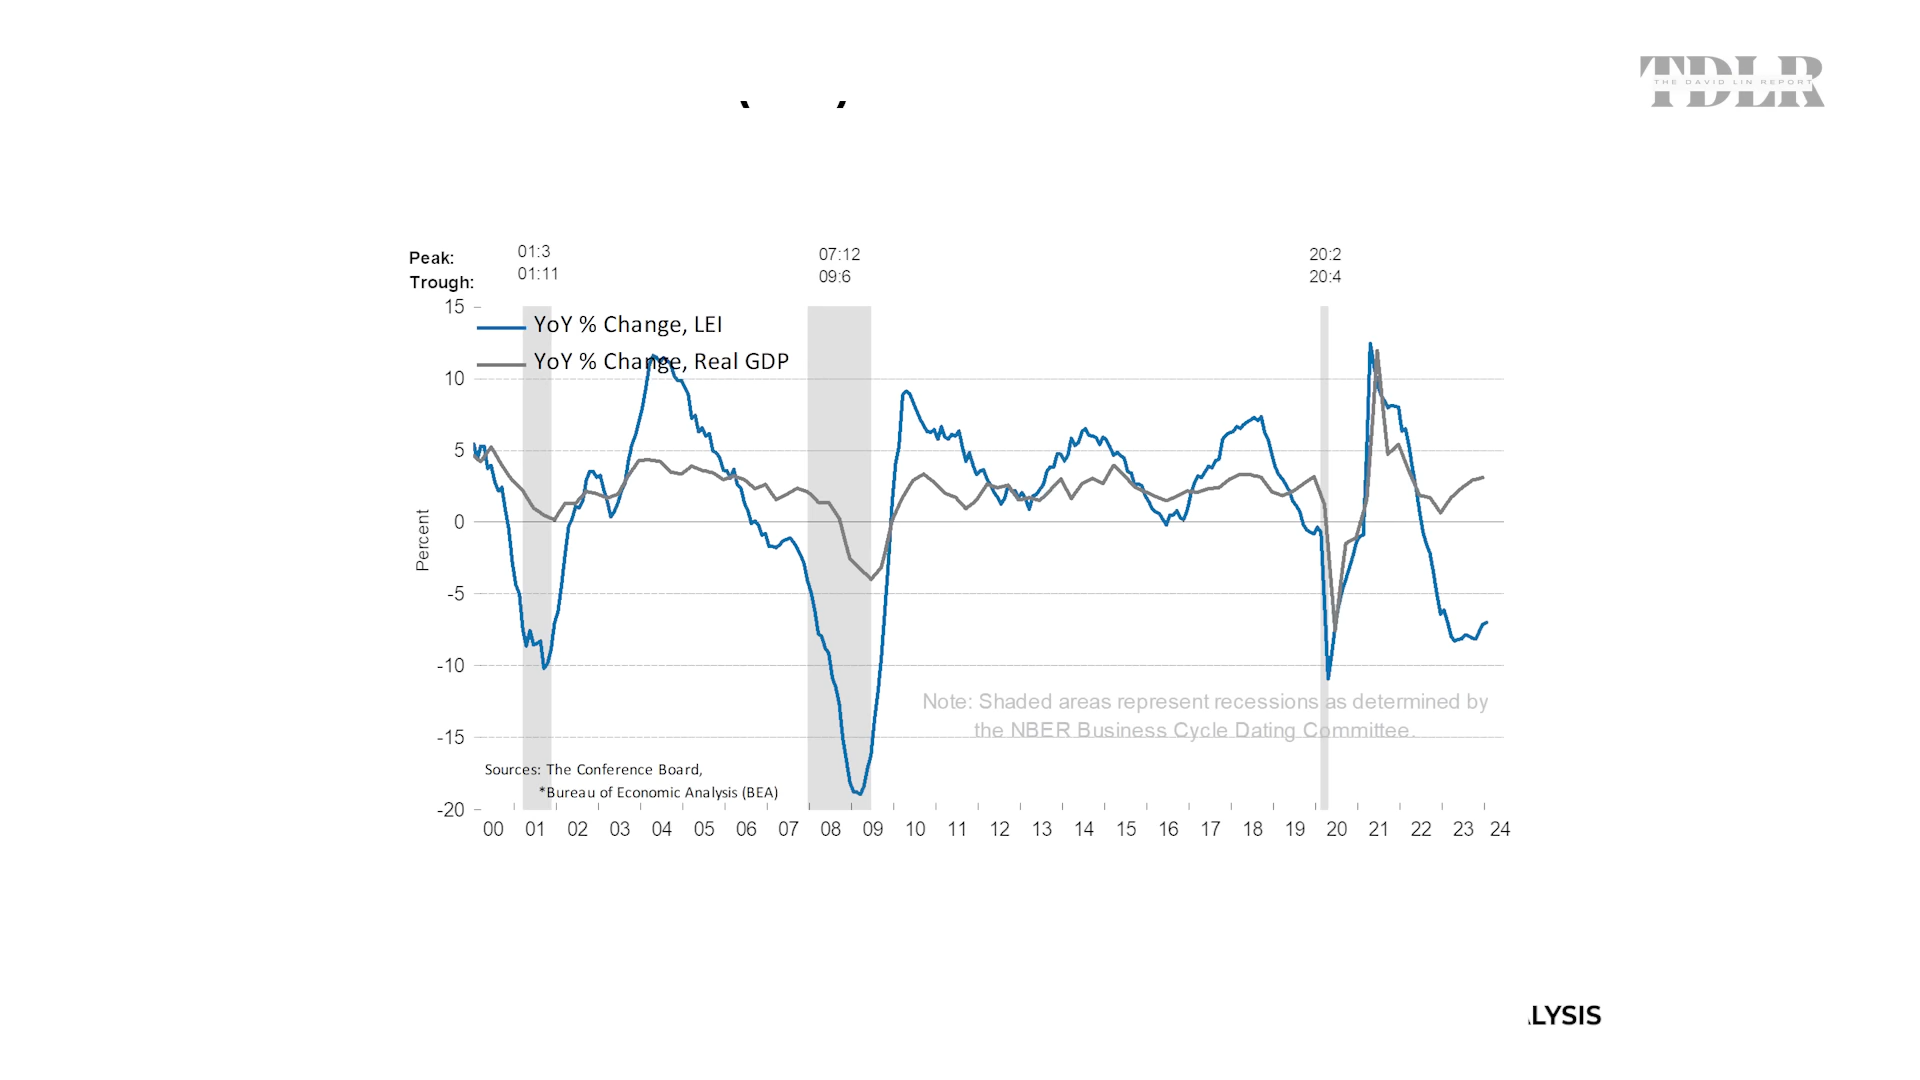 TDLR
THE DAVID LIN REPORT
Peak: 01:3 07:12 20:2
Trough: 01:11 09:6 20:4
15
YoY % Change, LEI
YoY % Change, Real GDP
10
5
0
Percent
-5
-10
Note: Shaded areas represent recessions as determined by
the NBER Business Cycle Dating Committee.
-15
Sources: The Conference Board,
*Bureau of Economic Analysis (BEA)
-20
00 01 02 03 04 05 06 07 08 09 10 11 12 13 14 15 16 17 18 19 20 21 22 23 24
LYSIS